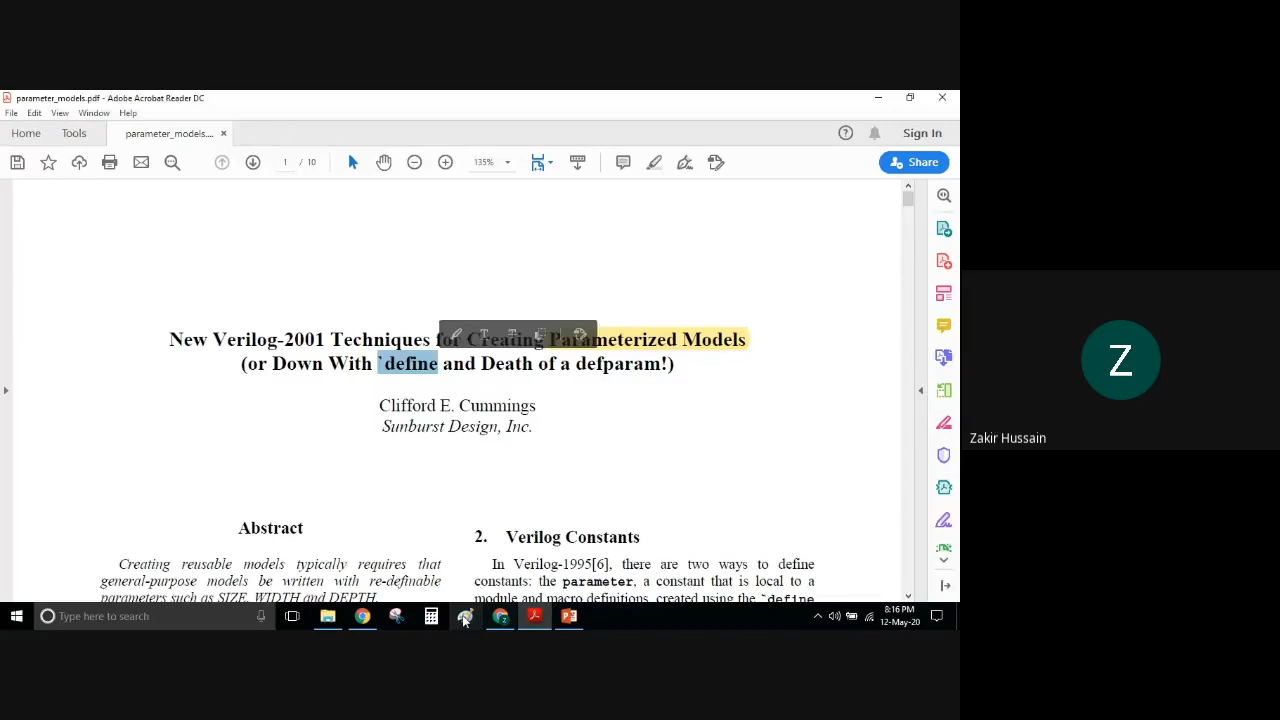 parameter_models.pdf - Adobe Acrobat Reader DC
File Edit View Window Help
Home Tools parameter_models.... × Sign In
1 / 10 135% Share
New Verilog-2001 Techniques for Creating Parameterized Models
(or Down With `define and Death of a defparam!)
Clifford E. Cummings
Sunburst Design, Inc.
Abstract
Creating reusable models typically requires that
general-purpose models be written with re-definable
parameters such as SIZE, WIDTH and DEPTH.
2. Verilog Constants
In Verilog-1995[6], there are two ways to define
constants: the parameter, a constant that is local to a
module and macro definitions, created using the `define
Type here to search
8:16 PM
12-May-20
Z
Zakir Hussain